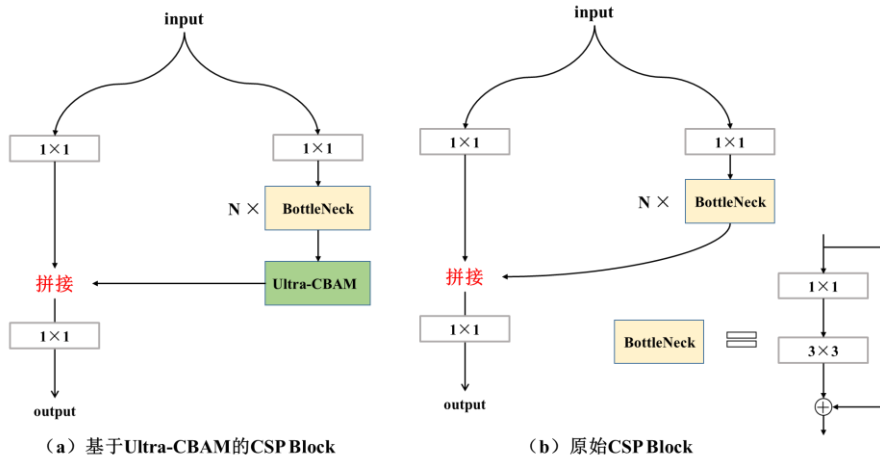 input
1×1
1×1
N ×
BottleNeck
Ultra-CBAM
拼接
1×1
output
(a)基于Ultra-CBAM的CSP Block
input
1×1
1×1
N ×
BottleNeck
拼接
1×1
output
BottleNeck
1×1
3×3
(b)原始CSP Block